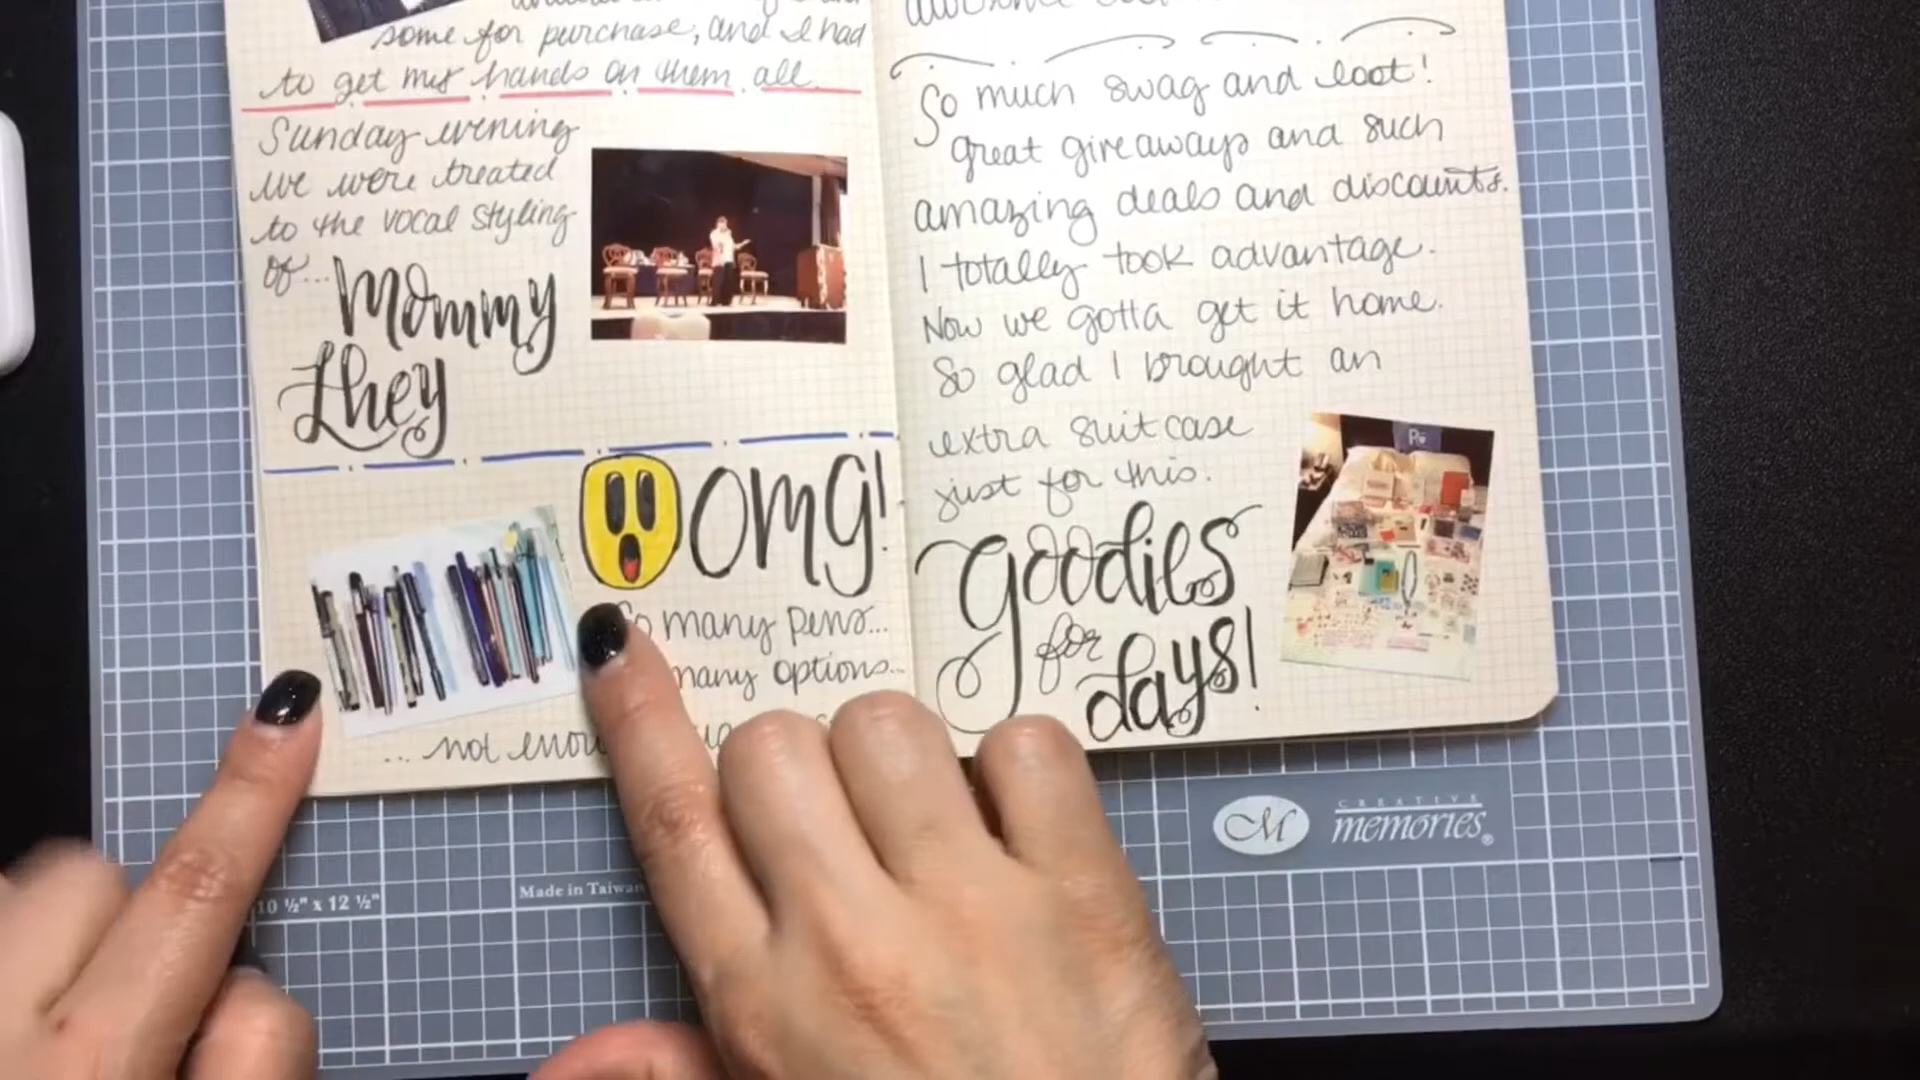 some for purchase, and I had
to get my hands on them all.
Sunday evening
we were treated
to the vocal styling
of...
Mommy
Lhey
OMG!
So many pens...
many options...
... not enou
So much swag and loot!
great giveaways and such
amazing deals and discounts.
I totally took advantage.
Now we gotta get it home.
So glad I brought an
extra suitcase
just for this.
goodies
for
days!
CREATIVE
memories®
10 ½" x 12 ½"
Made in Taiwan